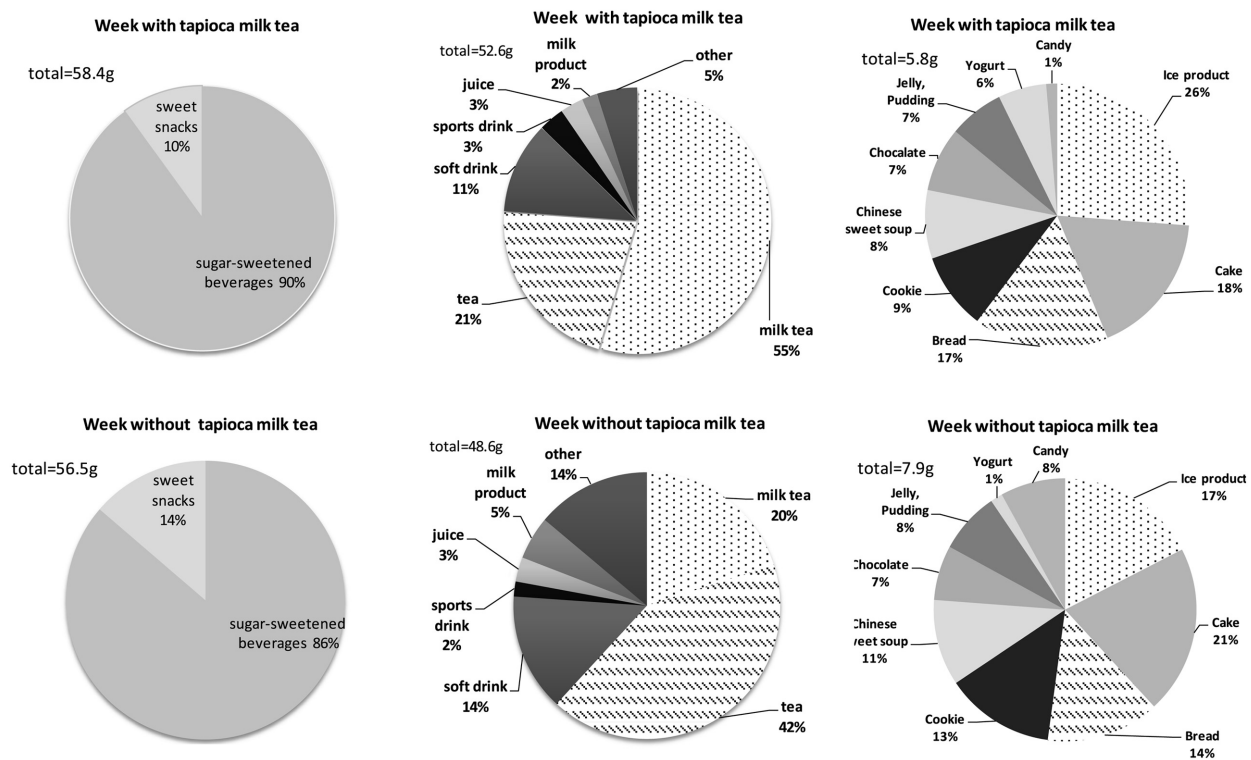 Week with tapioca milk tea
total=58.4g
sweet
snacks
10%
sugar-sweetened
beverages 90%
Week with tapioca milk tea
total=52.6g
milk
product
2%
other
5%
juice
3%
sports drink
3%
soft drink
11%
tea
21%
milk tea
55%
Week with tapioca milk tea
total=5.8g
Candy
1%
Yogurt
6%
Ice product
26%
Jelly,
Pudding
7%
Chocalate
7%
Chinese
sweet soup
8%
Cookie
9%
Bread
17%
Cake
18%
Week without tapioca milk tea
total=56.5g
sweet
snacks
14%
sugar-sweetened
beverages 86%
Week without tapioca milk tea
total=48.6g
other
14%
milk
product
5%
juice
3%
sports
drink
2%
soft drink
14%
milk tea
20%
tea
42%
Week without tapioca milk tea
total=7.9g
Candy
8%
Yogurt
1%
Ice product
17%
Jelly,
Pudding
8%
Chocolate
7%
Chinese
weet soup
11%
Cookie
13%
Bread
14%
Cake
21%